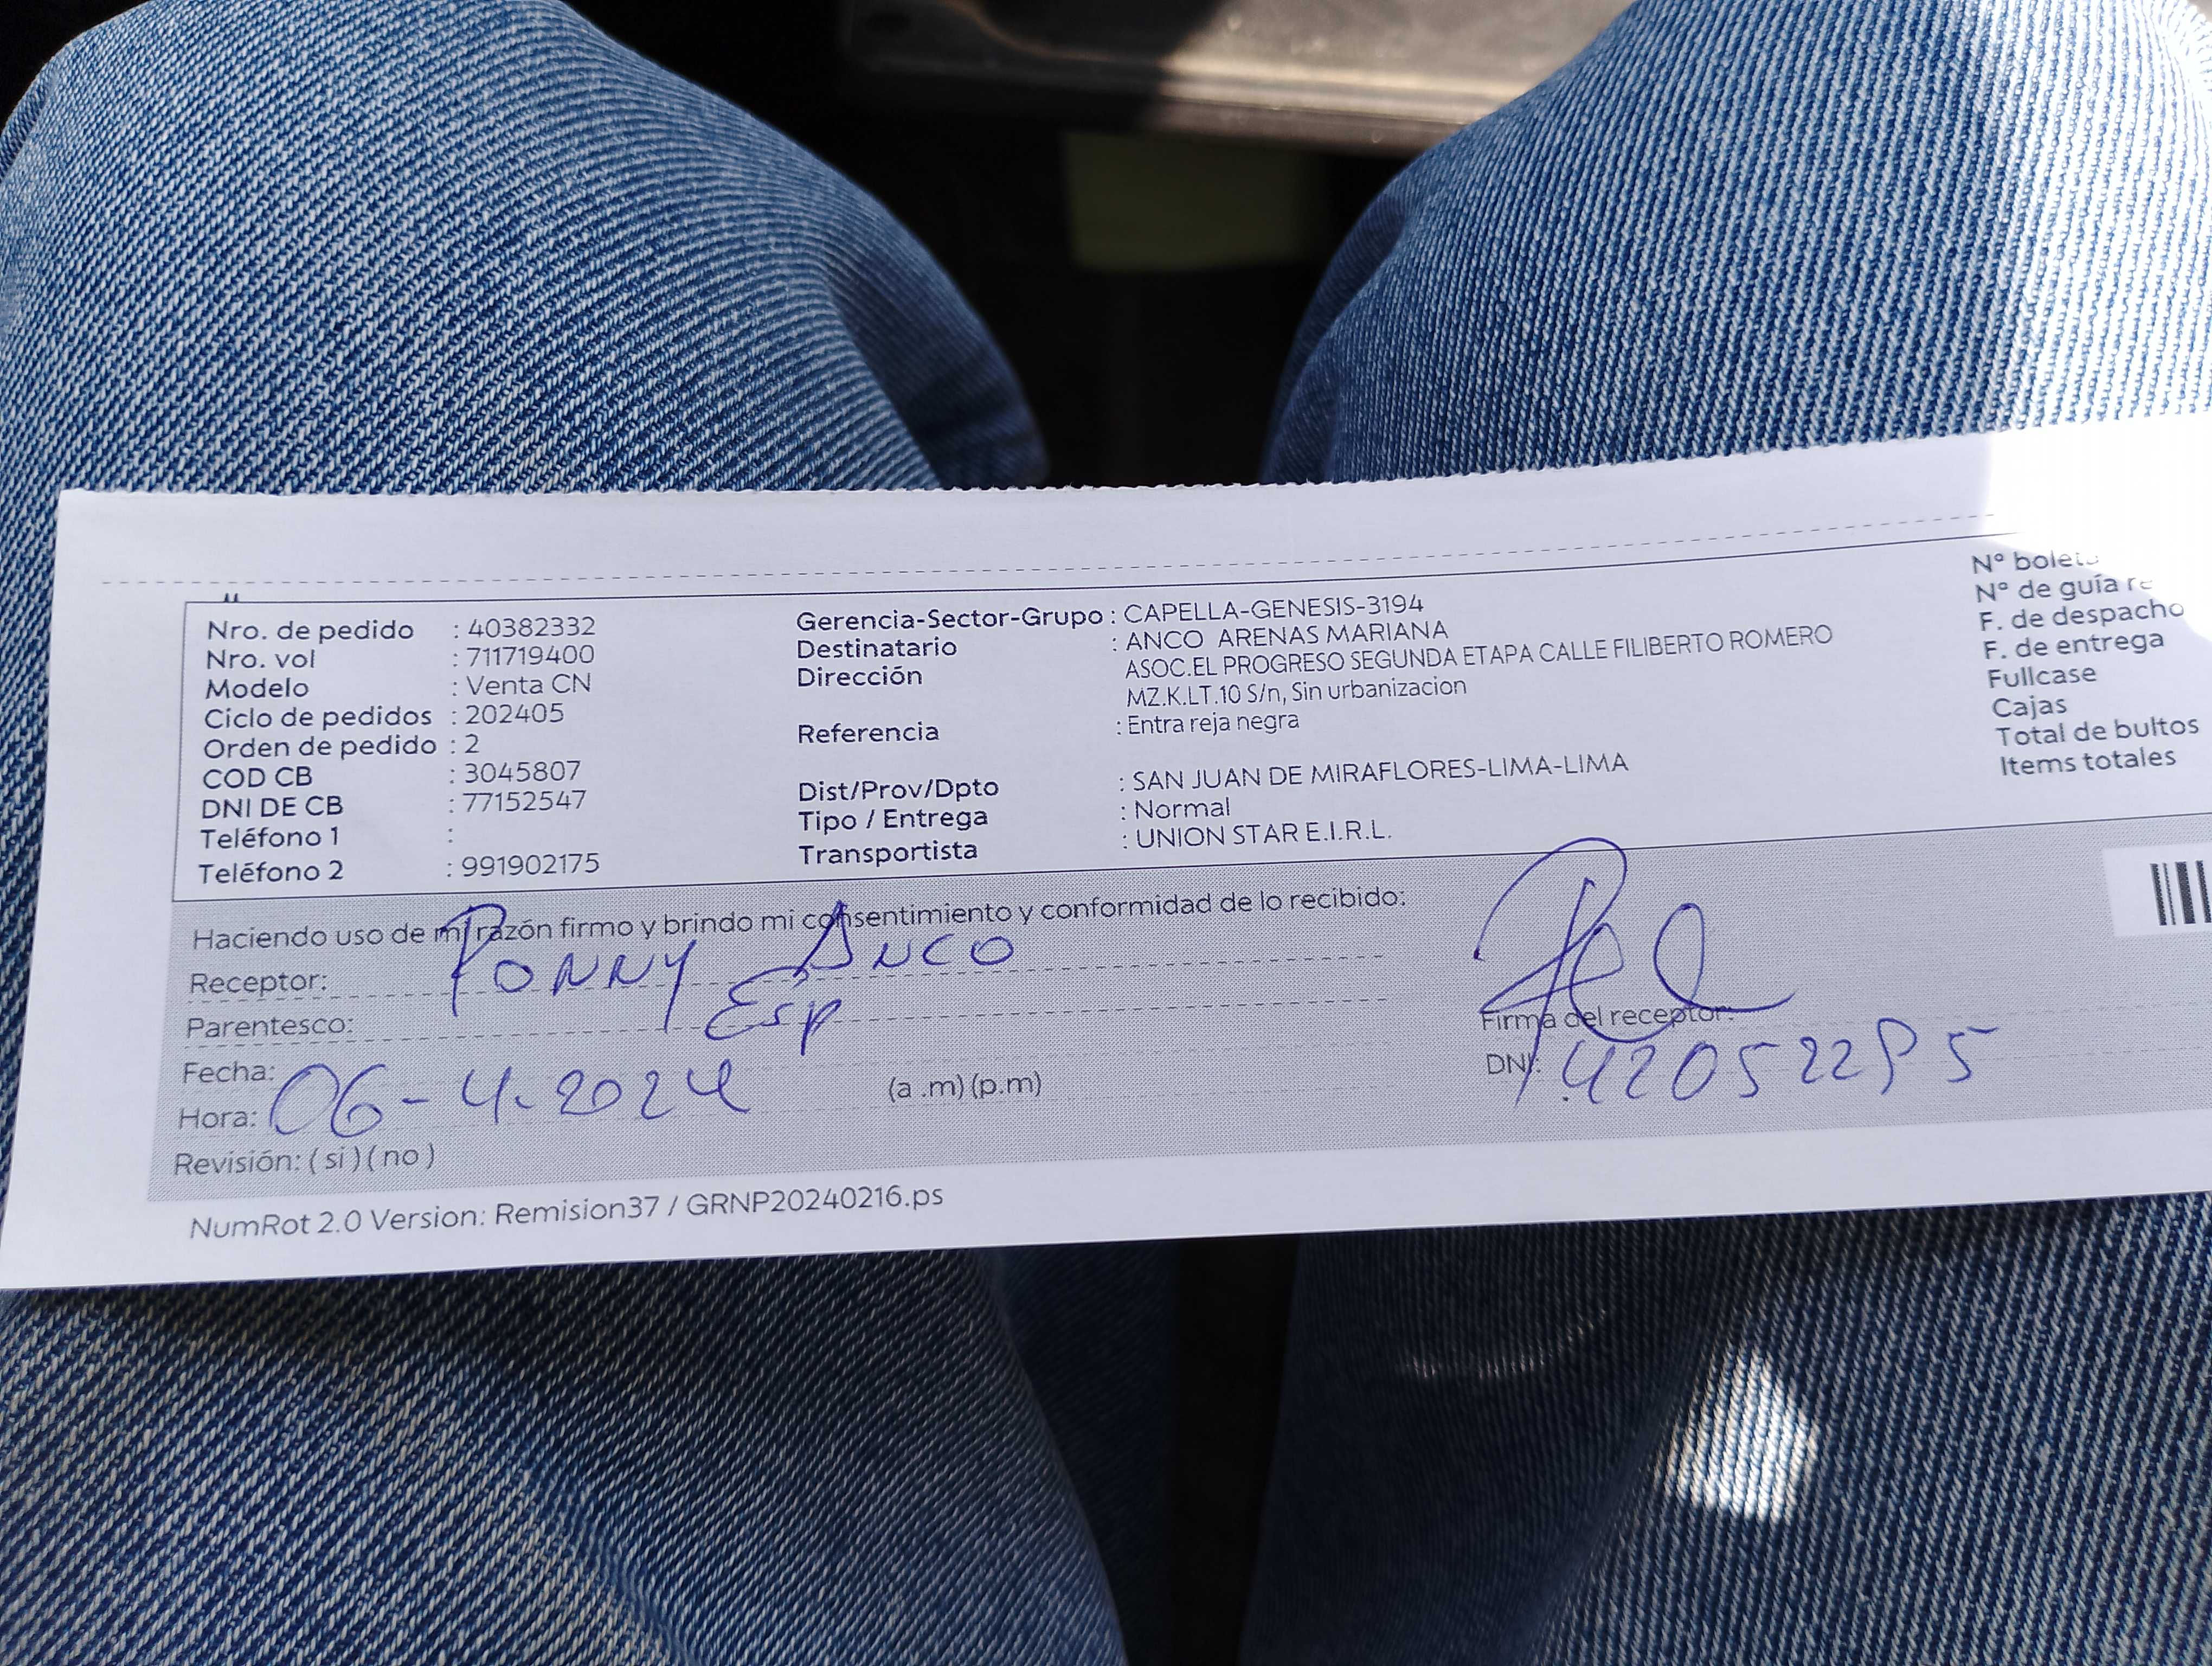 Nro. de pedido : 40382332
Nro. vol : 711719400
Modelo : Venta CN
Ciclo de pedidos : 202405
Orden de pedido : 2
COD CB : 3045807
DNI DE CB : 77152547
Teléfono 1 :
Teléfono 2 : 991902175
Gerencia-Sector-Grupo : CAPELLA-GENESIS-3194
Destinatario : ANCO ARENAS MARIANA
Dirección ASOC.EL PROGRESO SEGUNDA ETAPA CALLE FILIBERTO ROMERO
MZ.K.LT.10 S/n, Sin urbanizacion
Referencia : Entra reja negra
Dist/Prov/Dpto : SAN JUAN DE MIRAFLORES-LIMA-LIMA
Tipo / Entrega : Normal
Transportista : UNION STAR E.I.R.L.
Nº
Nº de guía
F. de despacho
F. de entrega
Fullcase
Cajas
Total de bultos
Items totales
Haciendo uso de mi razón firmo y brindo mi consentimiento y conformidad de lo recibido:
Receptor: RONNY ANCO
Parentesco: Esp
Fecha: 06-4-2024
Hora: (a .m) (p.m)
Revisión: ( si ) ( no )
Firma del receptor:
DNI:
NumRot 2.0 Version: Remision37 / GRNP20240216.ps